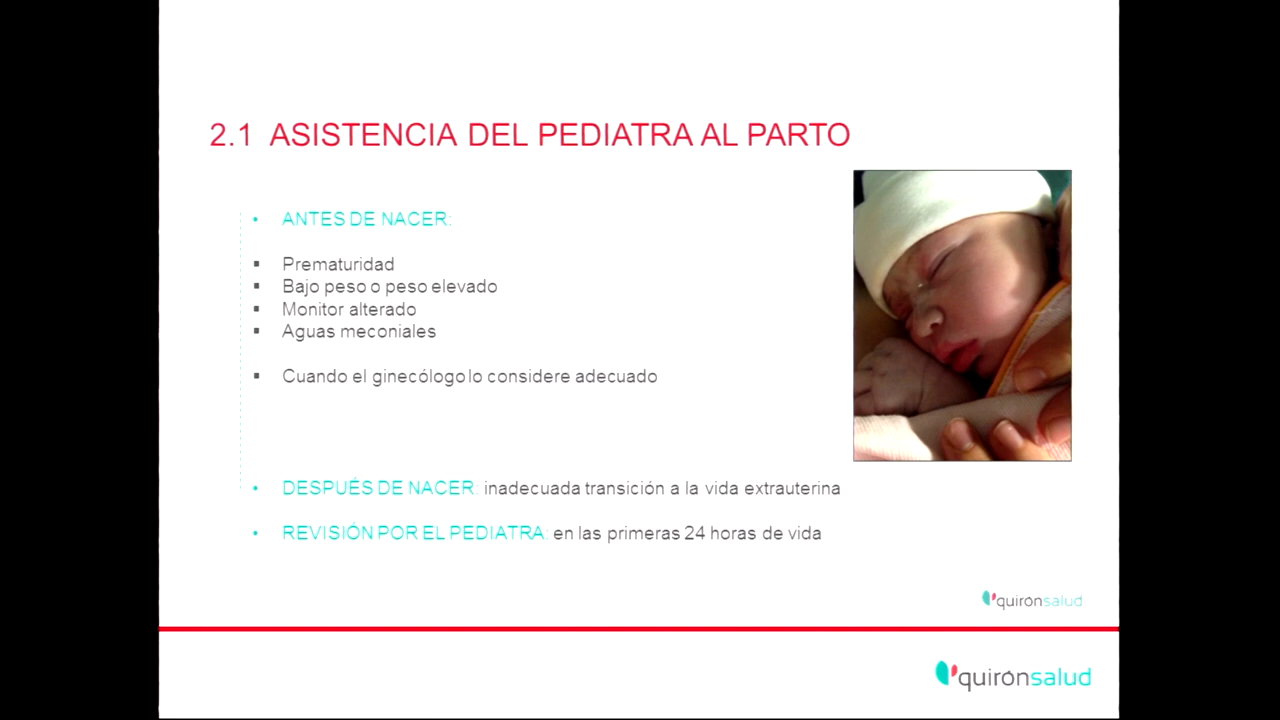 2.1 ASISTENCIA DEL PEDIATRA AL PARTO
• ANTES DE NACER:
▪ Prematuridad
▪ Bajo peso o peso elevado
▪ Monitor alterado
▪ Aguas meconiales
▪ Cuando el ginecólogo lo considere adecuado
• DESPUÉS DE NACER: inadecuada transición a la vida extrauterina
• REVISIÓN POR EL PEDIATRA: en las primeras 24 horas de vida
quirónsalud
quirónsalud